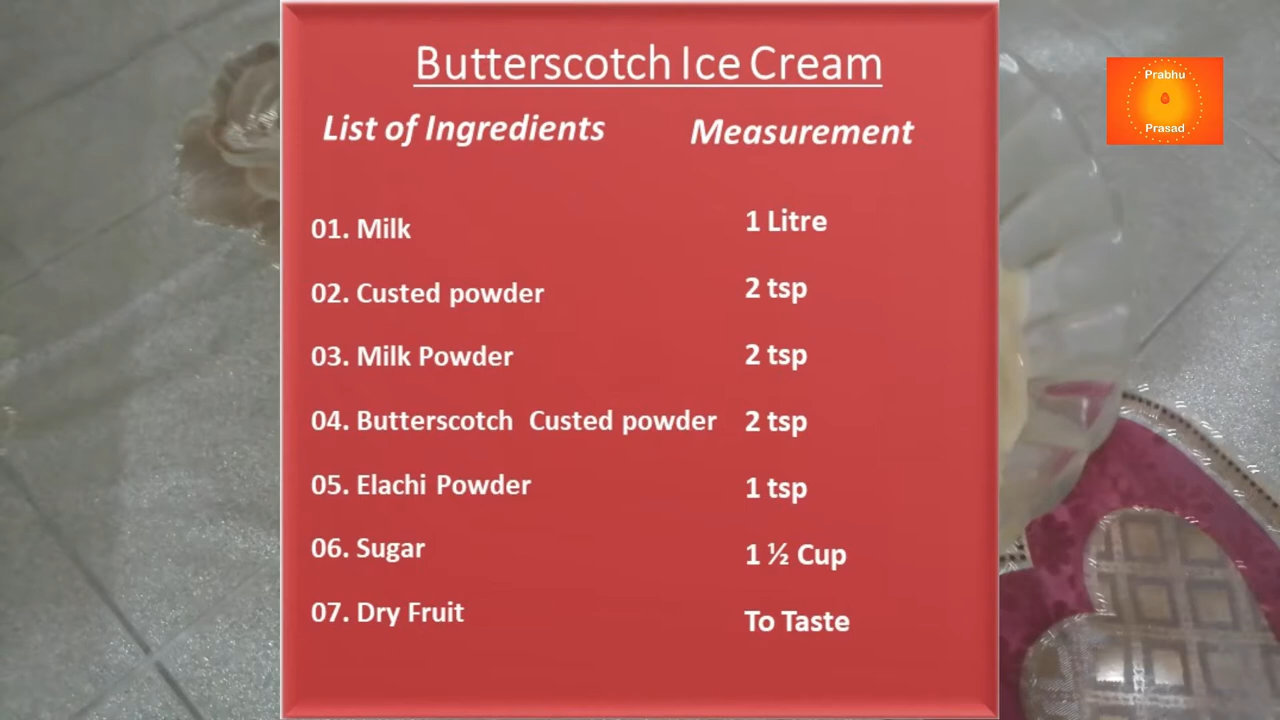 Butterscotch Ice Cream
List of Ingredients Measurement
01. Milk 1 Litre
02. Custed powder 2 tsp
03. Milk Powder 2 tsp
04. Butterscotch Custed powder 2 tsp
05. Elachi Powder 1 tsp
06. Sugar 1 ½ Cup
07. Dry Fruit To Taste
Prabhu
Prasad